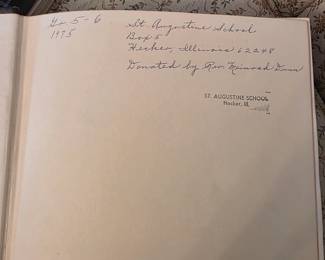 Gr. 5-6
1975
St Augustine School
Box 5
Hecker, Illinois 62248
Donated by Rev. Meinrad Dunn
ST. AUGUSTINE SCHOOL
Hecker, Ill.